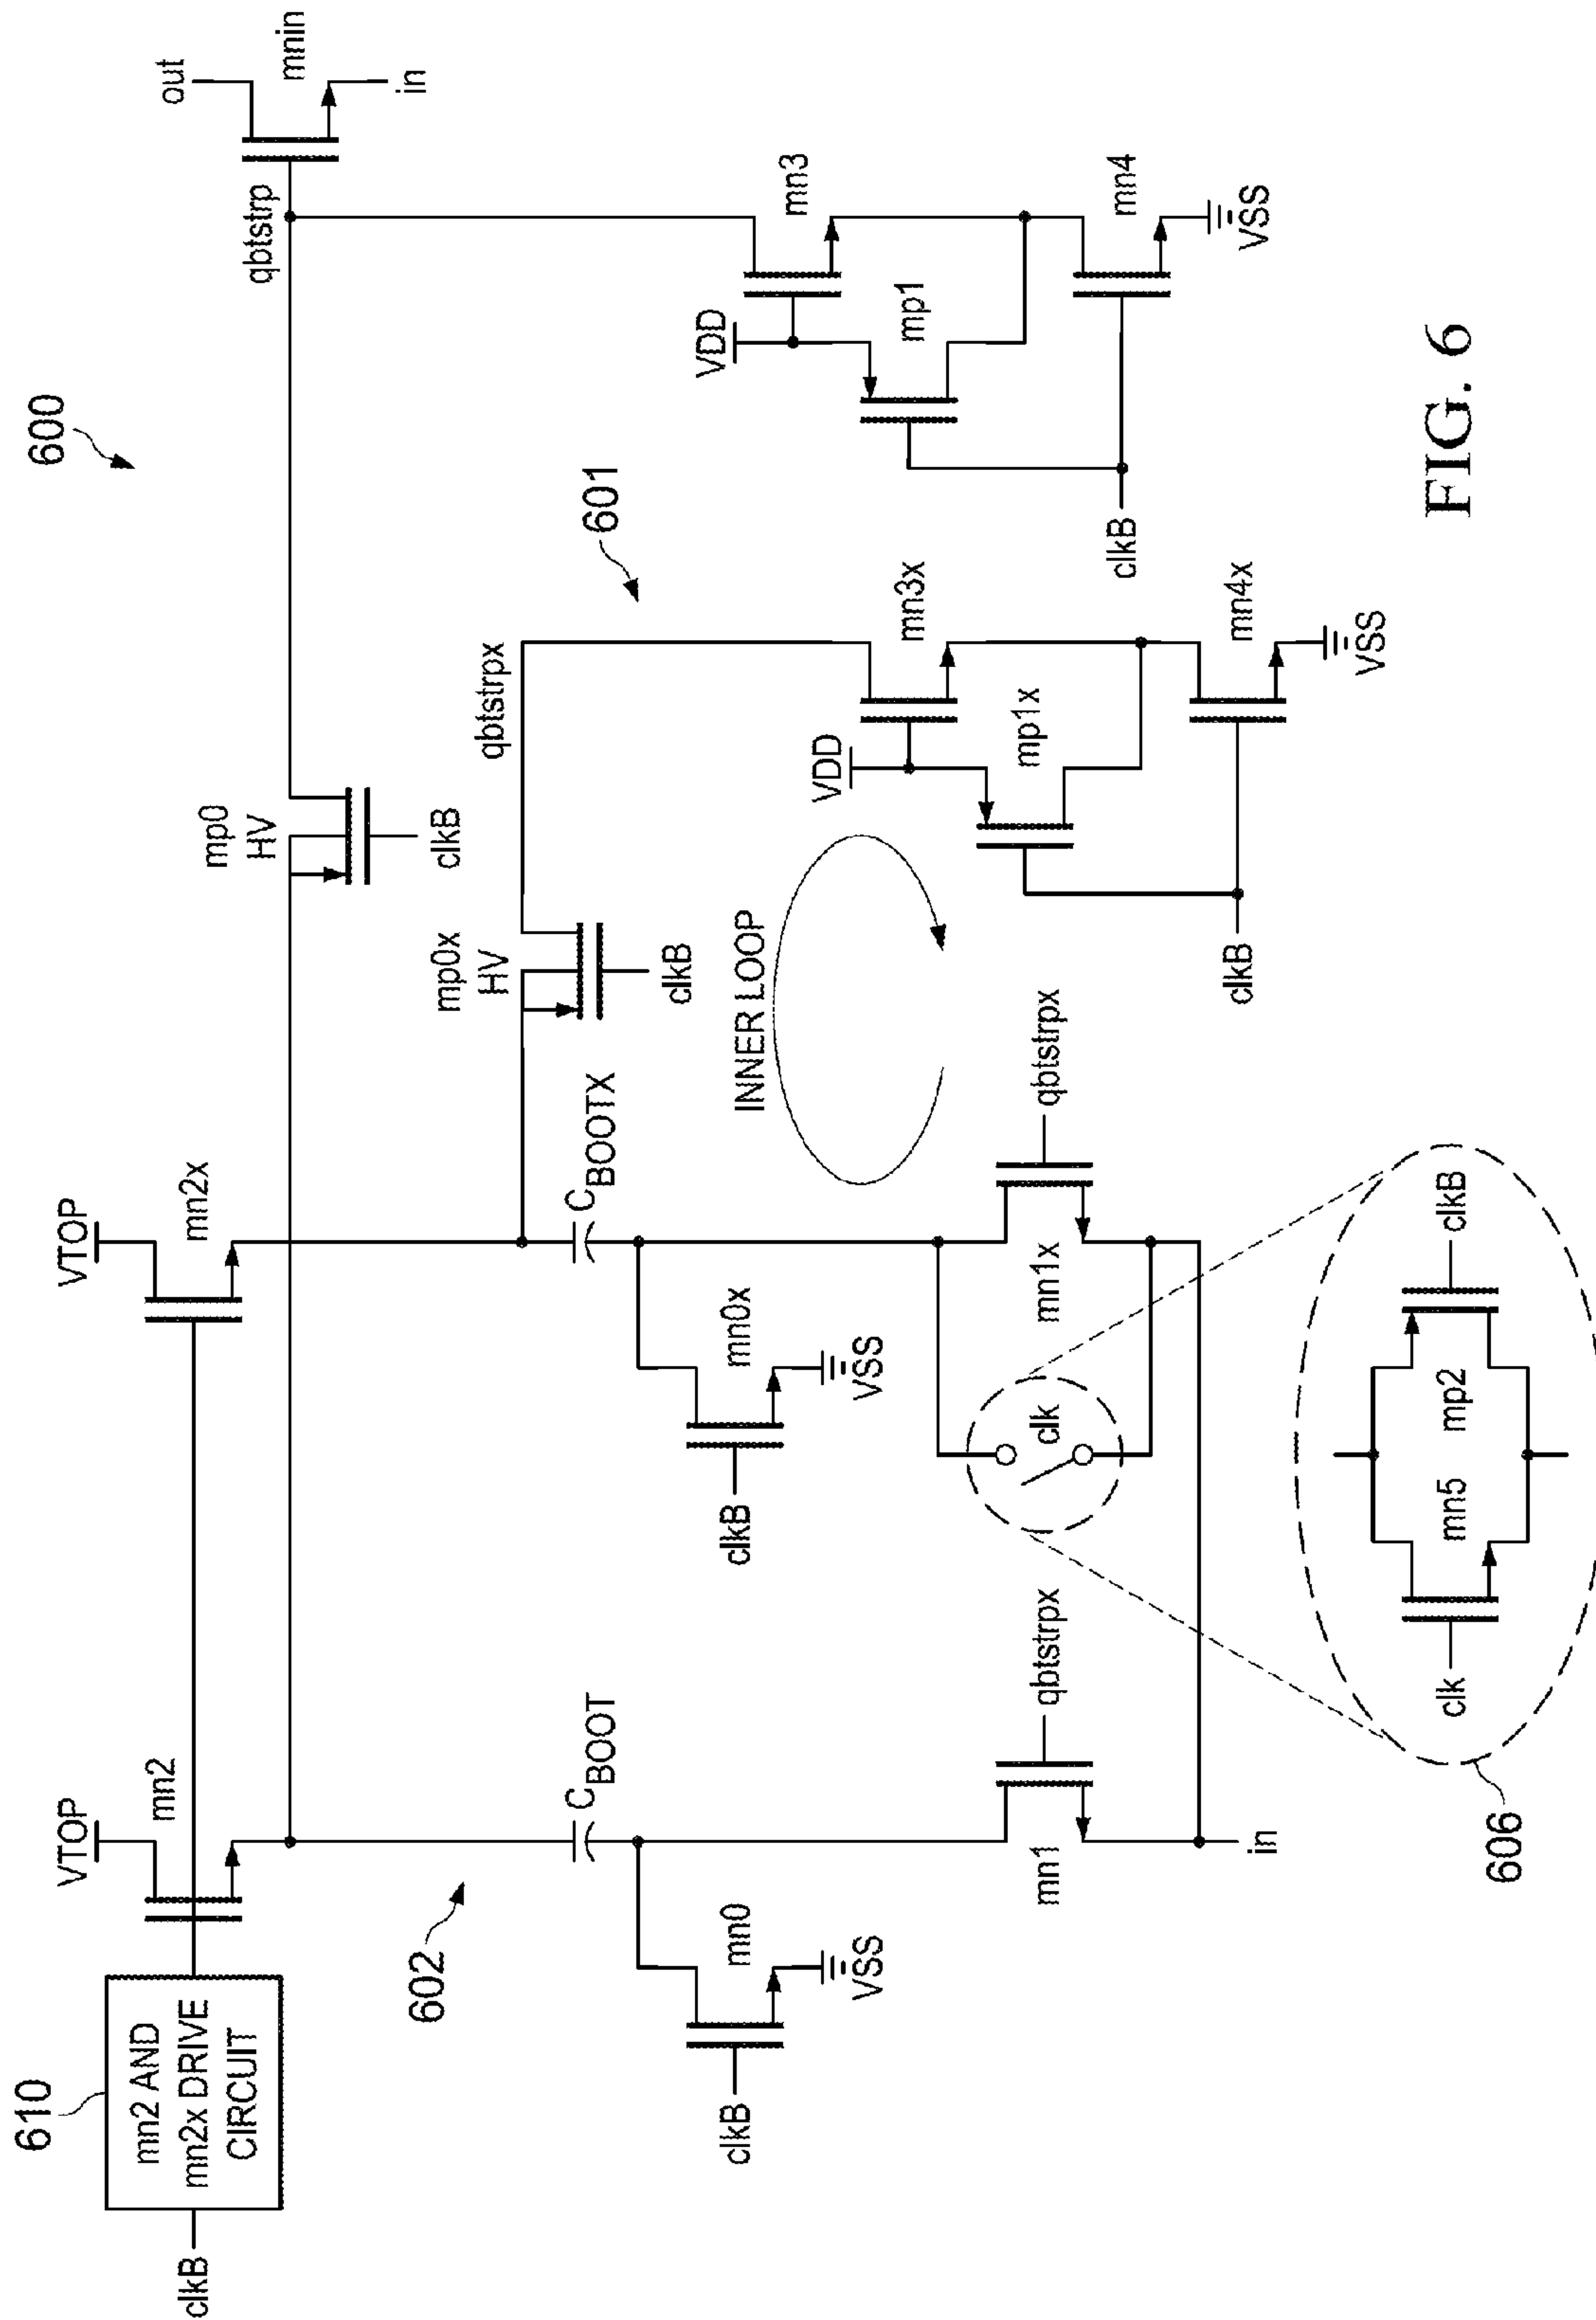 600
610
mn2 AND
mn2x DRIVE
CIRCUIT
clkB
VTOP
mn2
VTOP
mn2x
mp0
HV
clkB
qbtstrp
out
mnin
in
602
C BOOT
C BOOTX
mp0x
HV
clkB
qbtstrpx
601
clkB
mn0
VSS
clkB
mn0x
VSS
INNER LOOP
VDD
mp1x
mn3x
clkB
mn4x
VSS
VDD
mp1
mn3
clkB
mn4
VSS
mn1
qbtstrpx
clk
mn1x
qbtstrpx
in
606
clk
mn5
mp2
clkB
FIG. 6